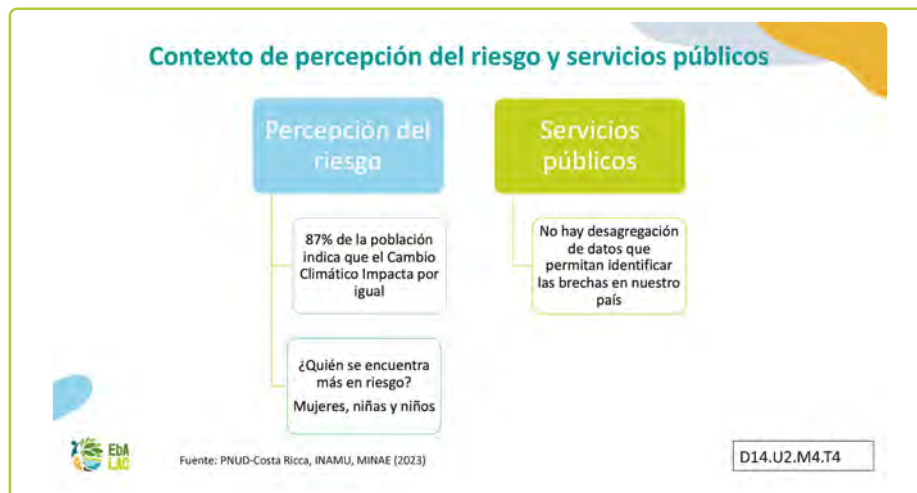 Contexto de percepción del riesgo y servicios públicos
Percepción del
riesgo
87% de la población
indica que el Cambio
Climático Impacta por
igual
¿Quién se encuentra
más en riesgo?
Mujeres, niñas y niños
Servicios
públicos
No hay desagregación
de datos que
permitan identificar
las brechas en nuestro
país
EbA
LAC
Fuente: PNUD-Costa Ricca, INAMU, MINAE (2023)
D14.U2.M4.T4